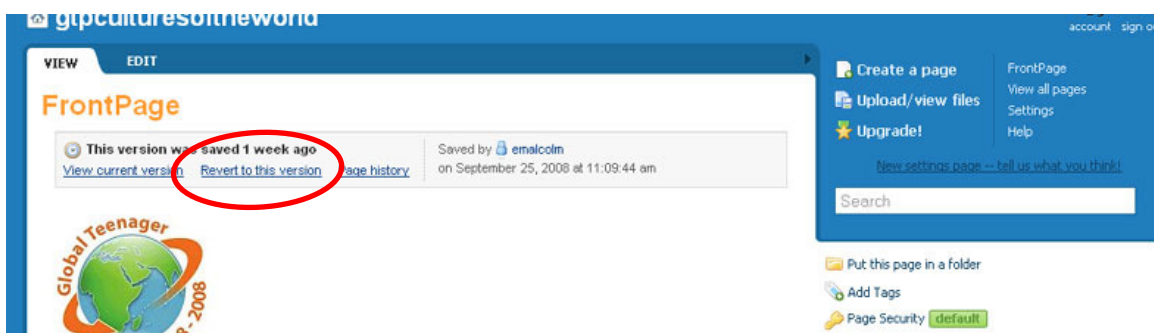 gtpculturesoftheworld
account sign
VIEW EDIT
FrontPage
This version was saved 1 week ago
View current version Revert to this version Page history
Saved by emalcolm
on September 25, 2008 at 11:09:44 am
Global Teenager
2008
Create a page
Upload/view files
Upgrade!
FrontPage
View all pages
Settings
Help
New settings page -- tell us what you think!
Search
Put this page in a folder
Add Tags
Page Security default